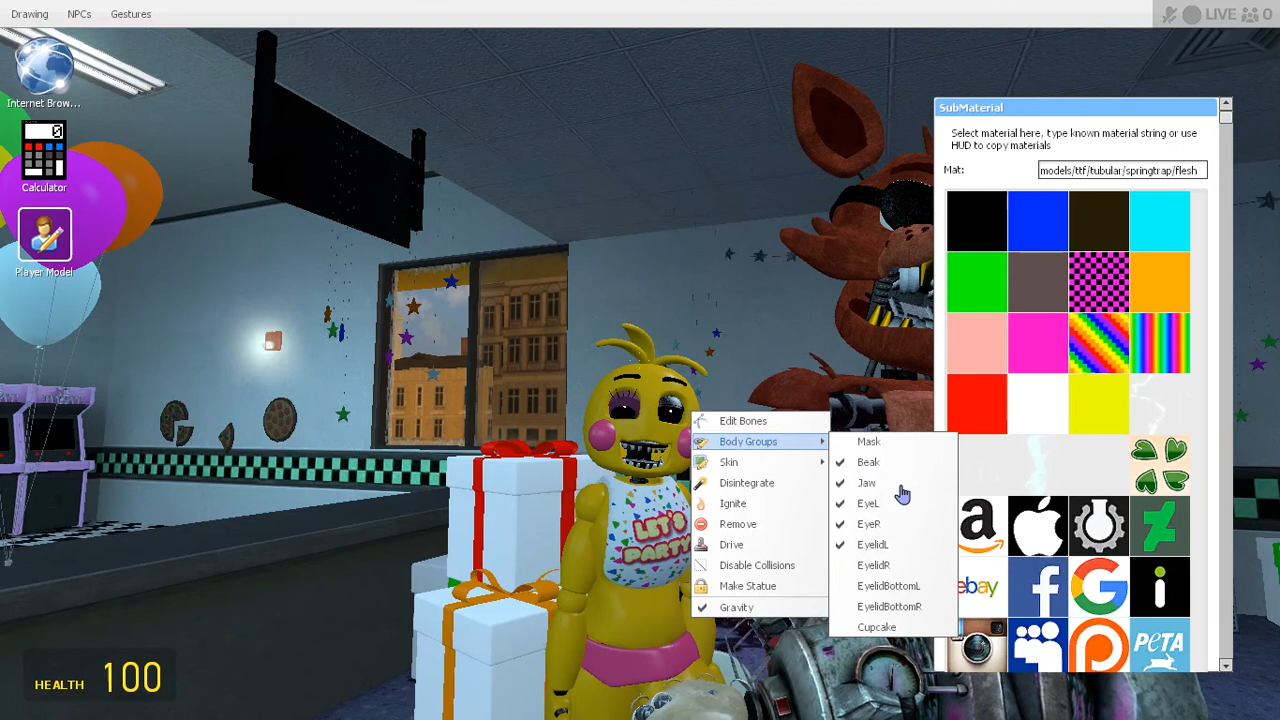 Drawing NPCs Gestures
LIVE 0
Internet Brow...
0
Calculator
Player Model
SubMaterial
Select material here, type known material string or use
HUD to copy materials
Mat: models/ttf/tubular/springtrap/flesh
Edit Bones
Body Groups
Skin
Disintegrate
Ignite
Remove
Drive
Disable Collisions
Make Statue
Gravity
Mask
Beak
Jaw
EyeL
EyeR
EyelidL
EyelidR
EyelidBottomL
EyelidBottomR
Cupcake
LET'S
PARTY
a
ebay f G i
PETA
HEALTH 100